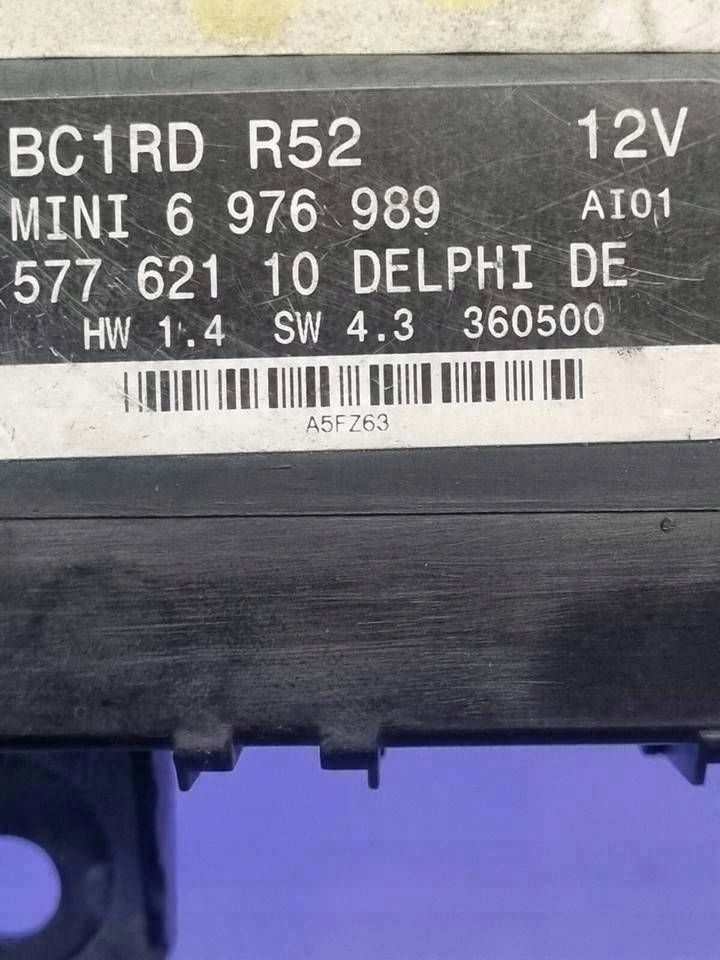 BC1RD R52 12V
MINI 6 976 989 AI01
577 621 10 DELPHI DE
HW 1.4 SW 4.3 360500
A5FZ63